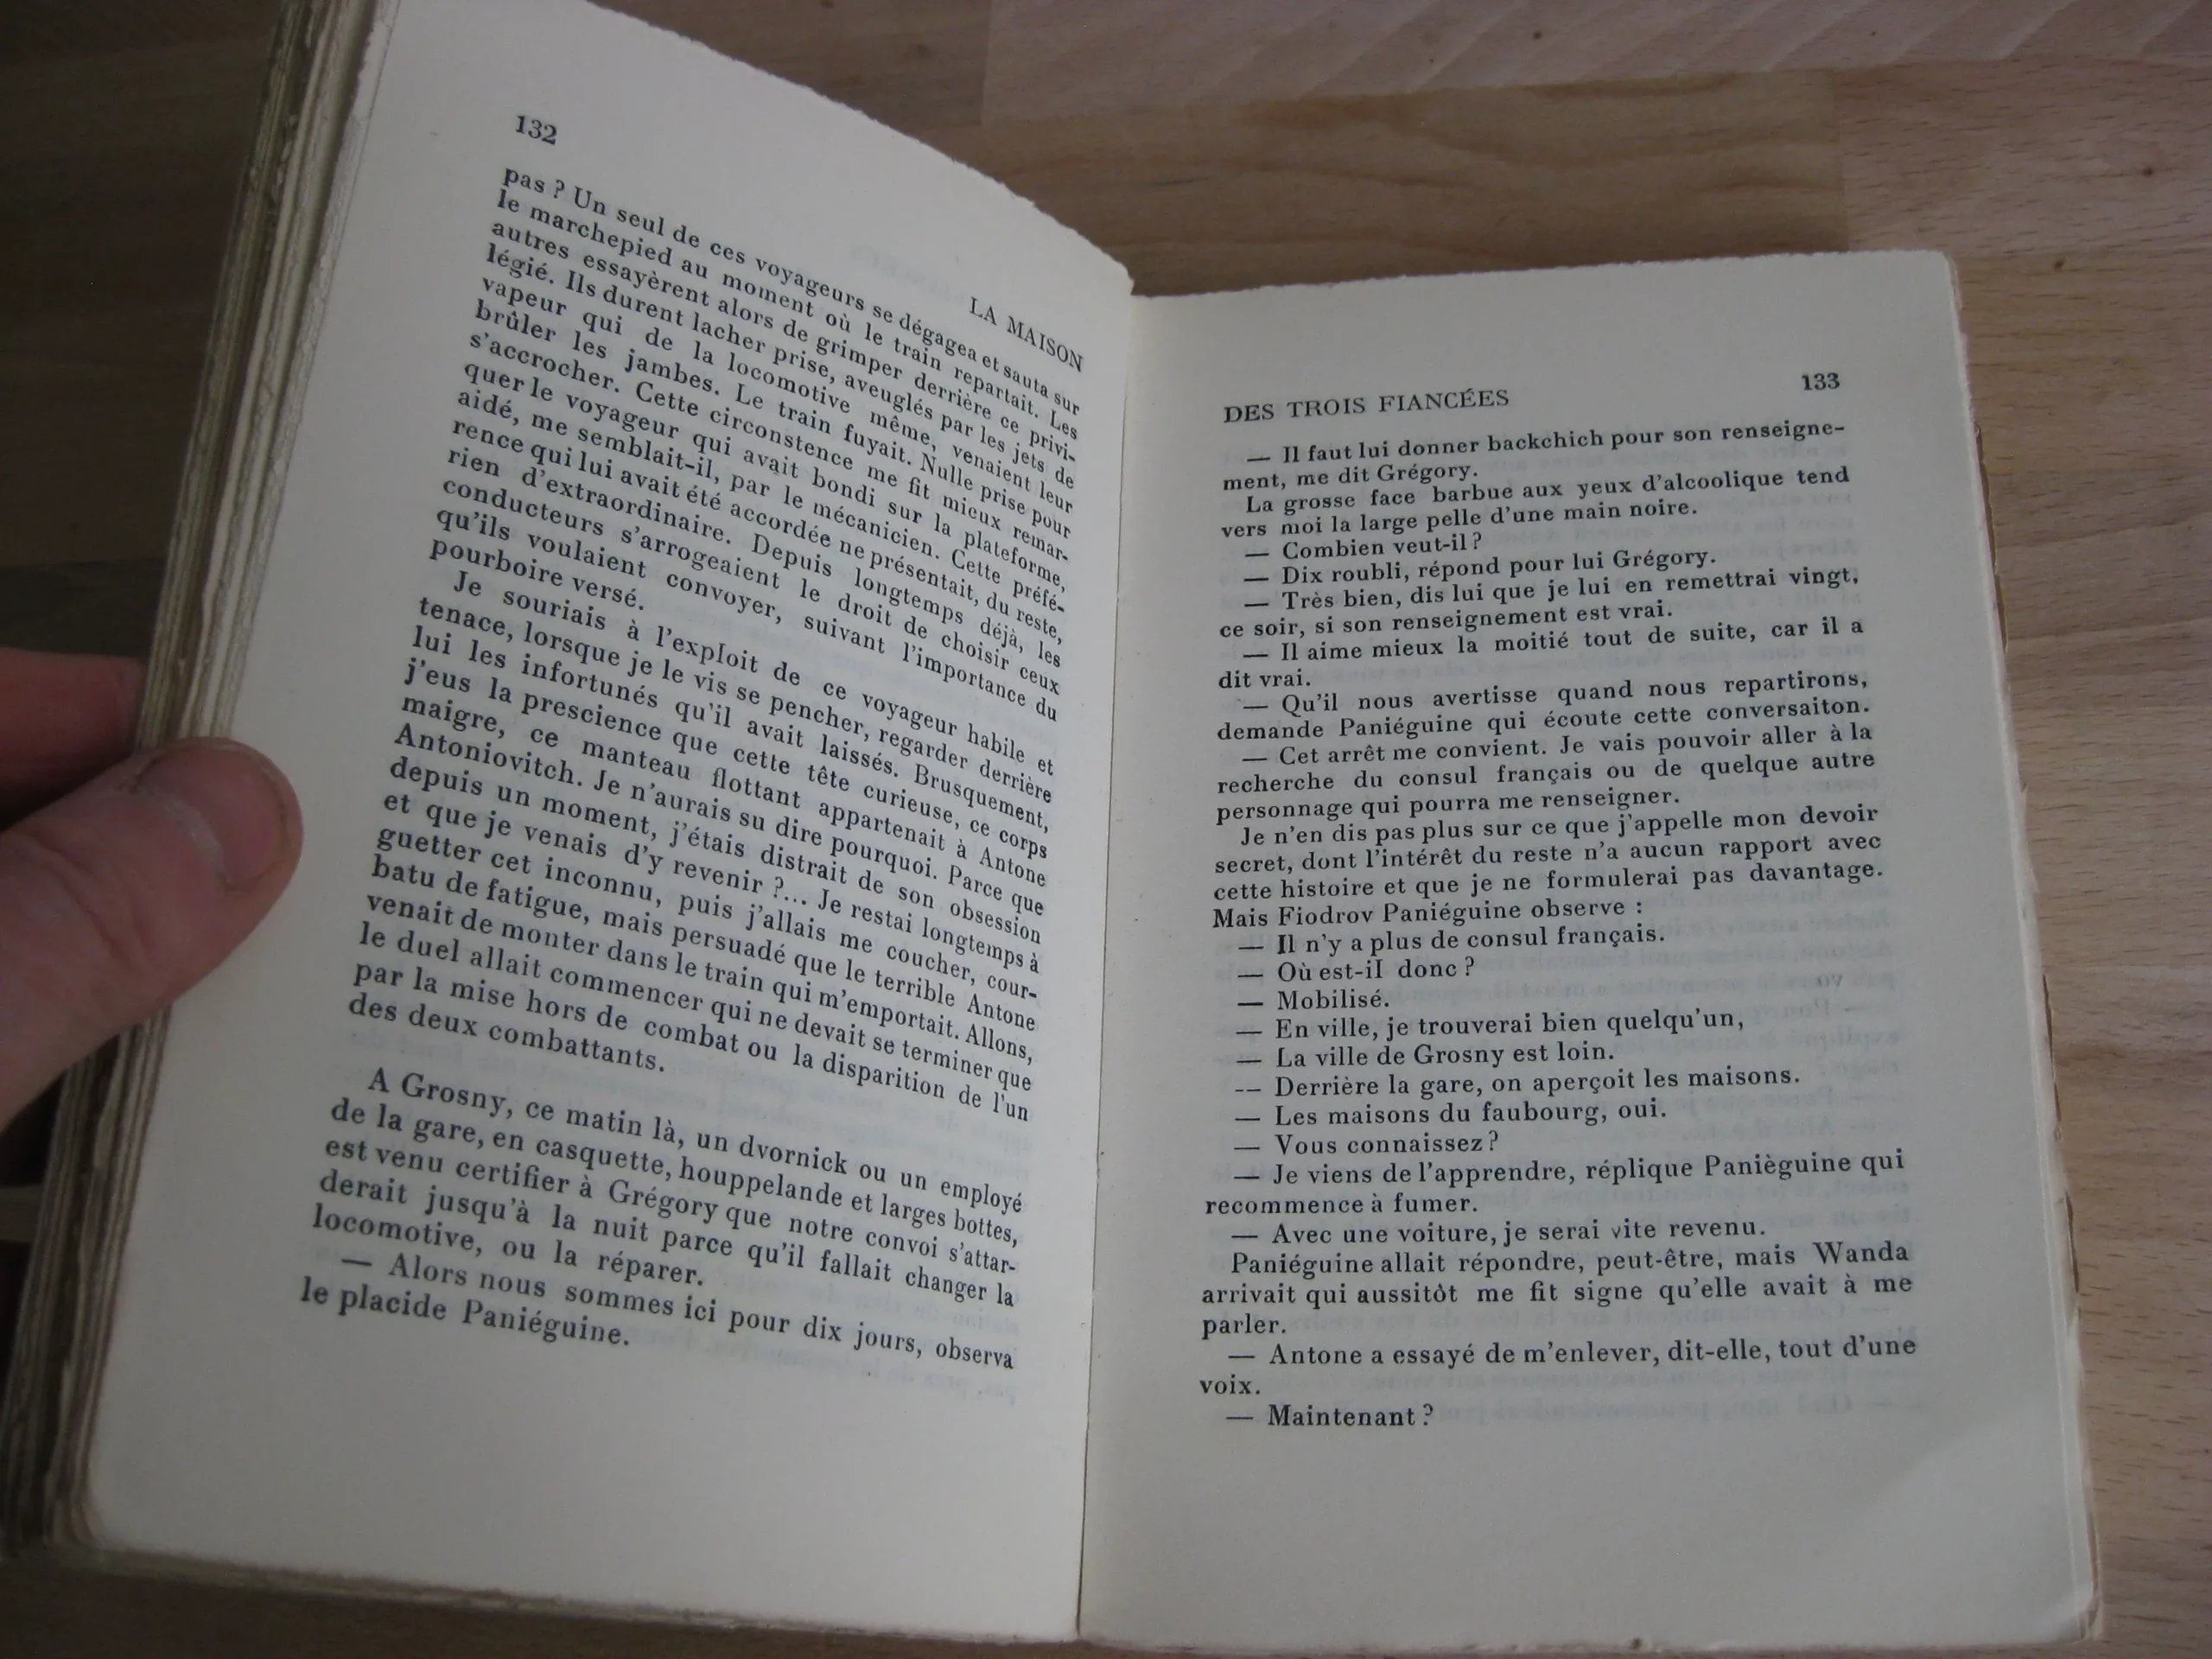 132
LA MAISON
pas ? Un seul de ces voyageurs se dégagea et sauta sur
le marchepied au moment où le train repartait. Les
autres essayèrent alors de grimper derrière ce privi-
légié. Ils durent lacher prise, aveuglés par les jets de
vapeur qui de la locomotive même, venaient leur
brûler les jambes. Le train fuyait. Nulle prise pour
s'accrocher. Cette circonstence me fit mieux remar-
quer le voyageur qui avait bondi sur la plateforme,
aidé, me semblait-il, par le mécanicien. Cette préfé-
rence qui lui avait été accordée ne présentait, du reste,
rien d'extraordinaire. Depuis longtemps déjà, les
conducteurs s'arrogeaient le droit de choisir ceux
qu'ils voulaient convoyer, suivant l'importance du
pourboire versé.
Je souriais à l'exploit de ce voyageur habile et
tenace, lorsque je le vis se pencher, regarder derrière
lui les infortunés qu'il avait laissés. Brusquement,
j'eus la prescience que cette tête curieuse, ce corps
maigre, ce manteau flottant appartenait à Antone
Antoniovitch. Je n'aurais su dire pourquoi. Parce que
depuis un moment, j'étais distrait de son obsession
et que je venais d'y revenir ?... Je restai longtemps à
guetter cet inconnu, puis j'allais me coucher, cour-
batu de fatigue, mais persuadé que le terrible Antone
venait de monter dans le train qui m'emportait. Allons,
le duel allait commencer qui ne devait se terminer que
par la mise hors de combat ou la disparition de l'un
des deux combattants.
A Grosny, ce matin là, un dvornick ou un employé
de la gare, en casquette, houppelande et larges bottes,
est venu certifier à Grégory que notre convoi s'attar-
derait jusqu'à la nuit parce qu'il fallait changer la
locomotive, ou la réparer.
— Alors nous sommes ici pour dix jours, observa
le placide Paniéguine.
DES TROIS FIANCÉES
133
— Il faut lui donner backchich pour son renseigne-
ment, me dit Grégory.
La grosse face barbue aux yeux d'alcoolique tend
vers moi la large pelle d'une main noire.
— Combien veut-il ?
— Dix roubli, répond pour lui Grégory.
— Très bien, dis lui que je lui en remettrai vingt,
ce soir, si son renseignement est vrai.
— Il aime mieux la moitié tout de suite, car il a
dit vrai.
— Qu'il nous avertisse quand nous repartirons,
demande Paniéguine qui écoute cette conversaiton.
— Cet arrêt me convient. Je vais pouvoir aller à la
recherche du consul français ou de quelque autre
personnage qui pourra me renseigner.
Je n'en dis pas plus sur ce que j'appelle mon devoir
secret, dont l'intérêt du reste n'a aucun rapport avec
cette histoire et que je ne formulerai pas davantage.
Mais Fiodrov Paniéguine observe :
— Il n'y a plus de consul français.
— Où est-il donc ?
— Mobilisé.
— En ville, je trouverai bien quelqu'un,
— La ville de Grosny est loin.
-- Derrière la gare, on aperçoit les maisons.
— Les maisons du faubourg, oui.
— Vous connaissez ?
— Je viens de l'apprendre, réplique Panièguine qui
recommence à fumer.
— Avec une voiture, je serai vite revenu.
Paniéguine allait répondre, peut-être, mais Wanda
arrivait qui aussitôt me fit signe qu'elle avait à me
parler.
— Antone a essayé de m'enlever, dit-elle, tout d'une
voix.
— Maintenant ?